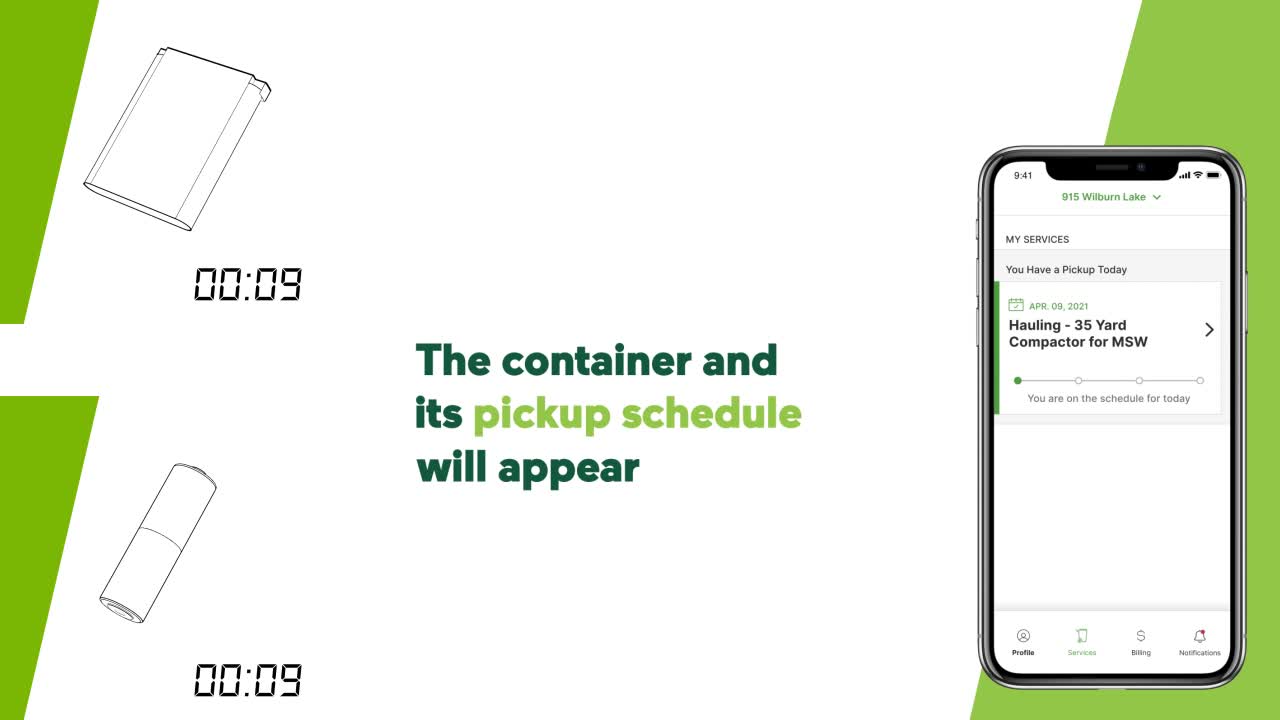 00:09
The container and
its pickup schedule
will appear
00:09
9:41
915 Wilburn Lake
MY SERVICES
You Have a Pickup Today
APR. 09, 2021
Hauling - 35 Yard
Compactor for MSW
You are on the schedule for today
Profile
Services
Billing
Notifications